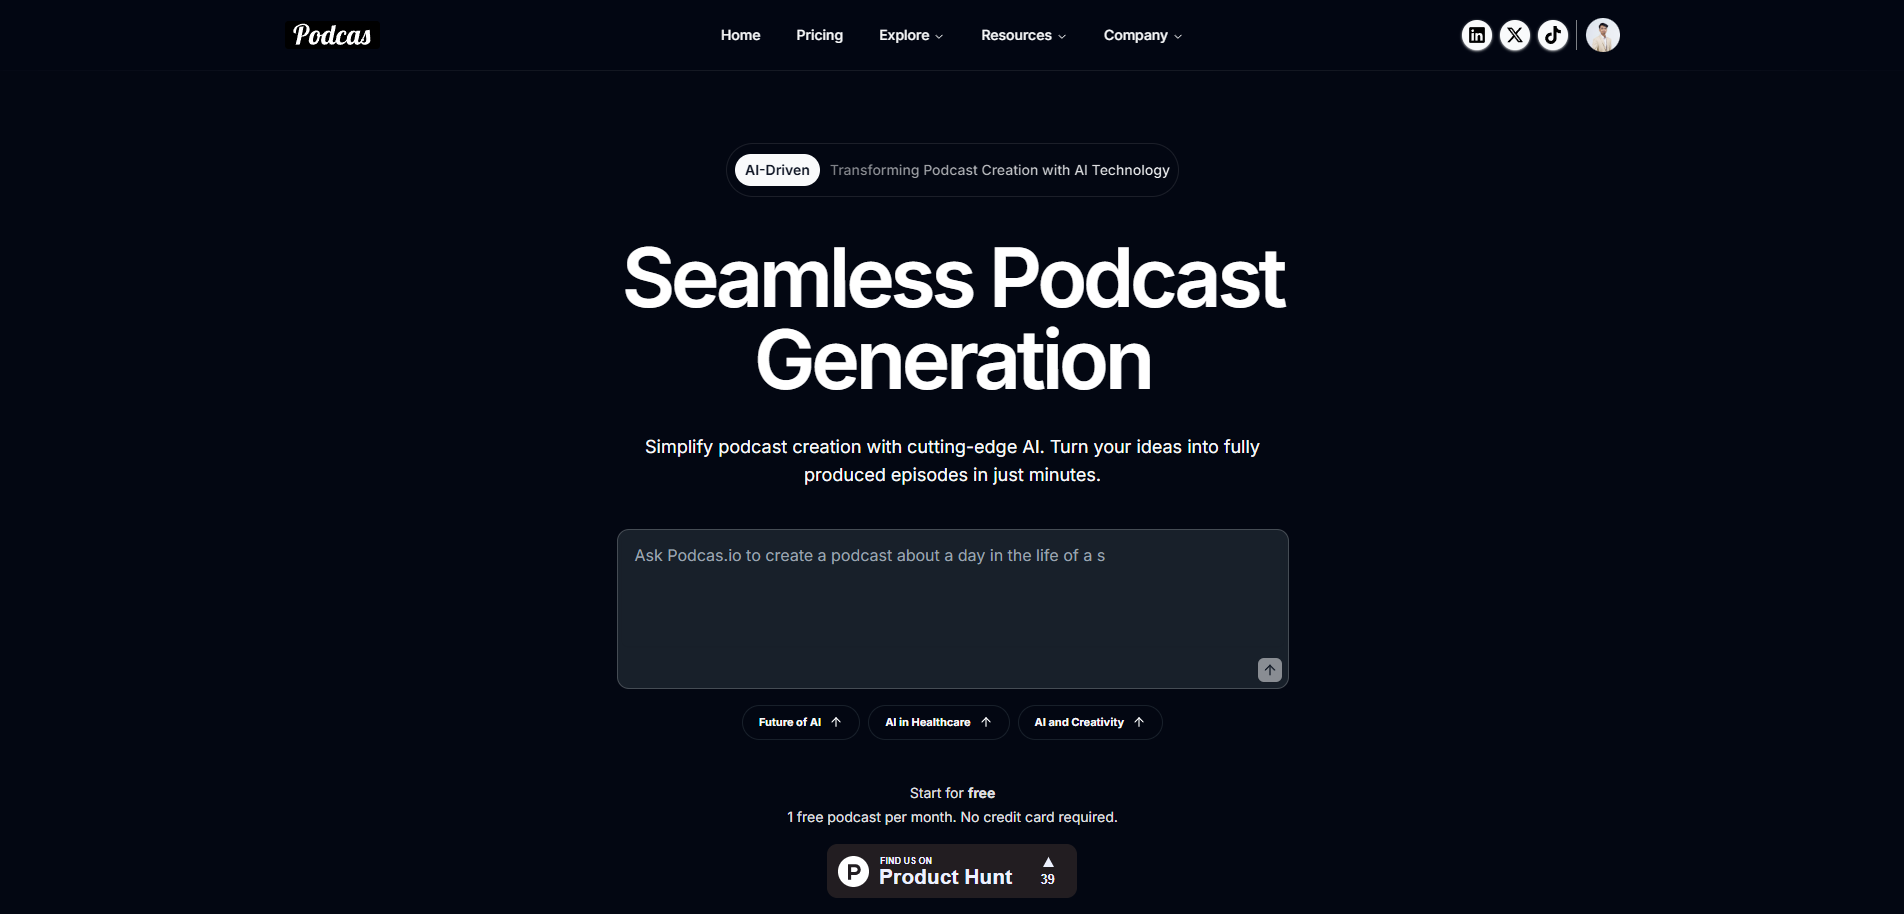 Podcas
Home
Pricing
Explore
Resources
Company
AI-Driven
Transforming Podcast Creation with AI Technology
Seamless Podcast
Generation
Simplify podcast creation with cutting-edge AI. Turn your ideas into fully
produced episodes in just minutes.
Ask Podcas.io to create a podcast about a day in the life of a s
Future of AI
AI in Healthcare
AI and Creativity
Start for free
1 free podcast per month. No credit card required.
P
FIND US ON
Product Hunt
39